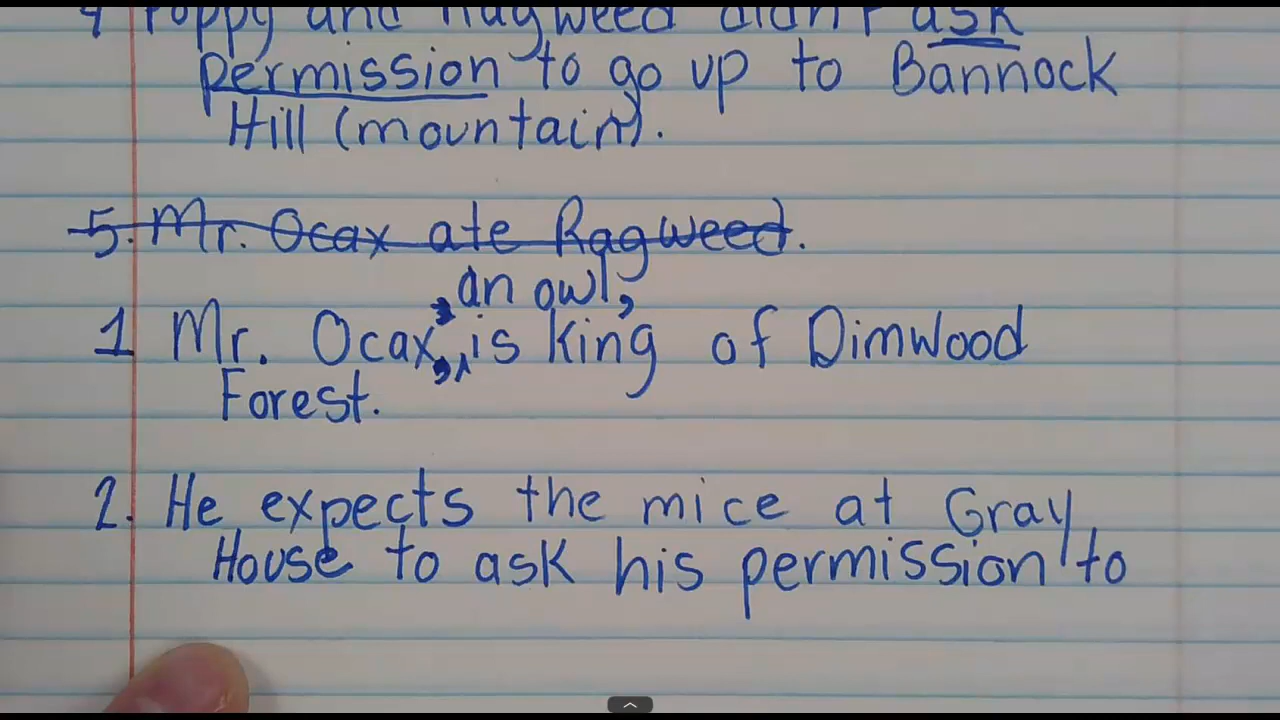 4 Poppy and Ragweed didn't ask
permission to go up to Bannock
Hill (mountain).
5. Mr. Ocax ate Ragweed.
an owl,
1 Mr. Ocax, is king of Dimwood
Forest.
2. He expects the mice at Gray
House to ask his permission to